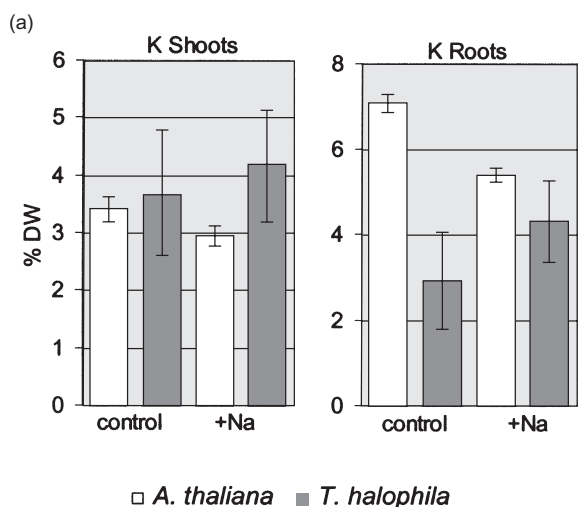 (a)
K Shoots
6
5
4
3
2
1
0
% DW
control +Na
K Roots
8
6
4
2
0
control +Na
A. thaliana T. halophila